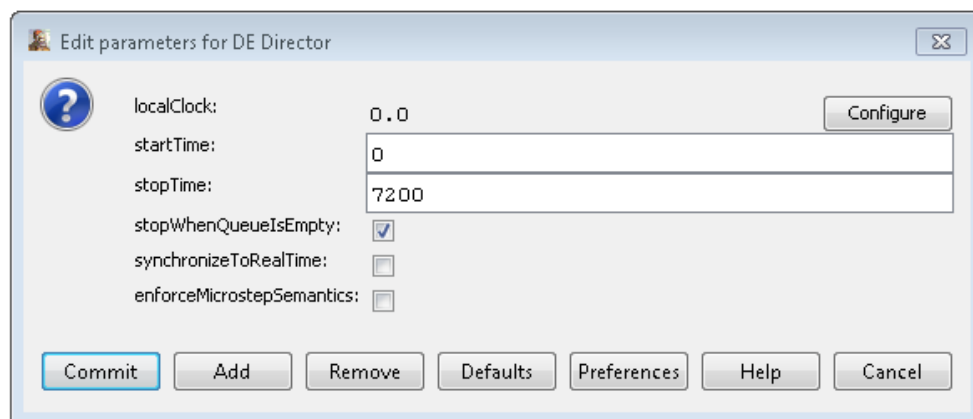 Edit parameters for DE Director
?
localClock: 0.0 Configure
startTime: 0
stopTime: 7200
stopWhenQueueIsEmpty:
synchronizeToRealTime:
enforceMicrostepSemantics:
Commit Add Remove Defaults Preferences Help Cancel